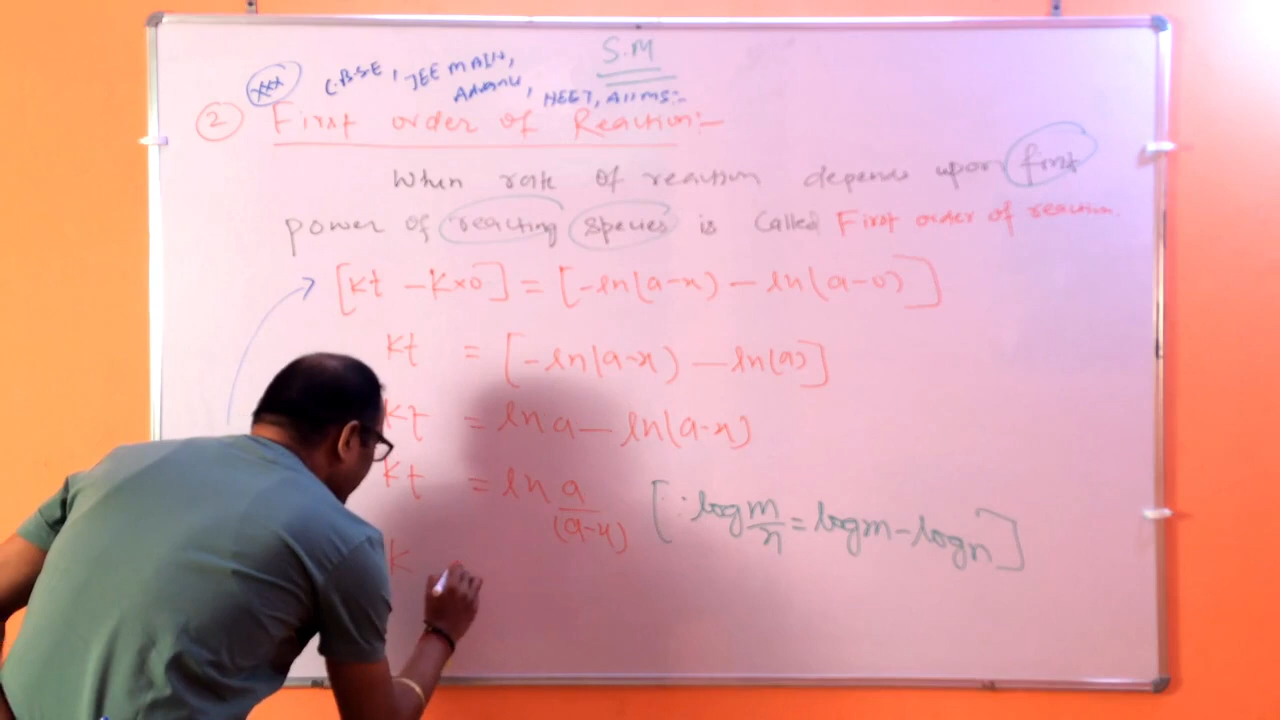 S.M
xxx CBSE, JEE MAIN,
Advance, NEET, AIIMS:-
② First order of Reaction:-
When rate of reaction depends upon first
power of reacting species is called First order of reaction.
[Kt - K×0] = [-ln(a-x) - ln(a-0)]
Kt = [-ln(a-x) - ln(a)]
Kt = ln a - ln(a-x)
Kt = ln a/(a-x) [∵ log m/n = log m - log n]
K